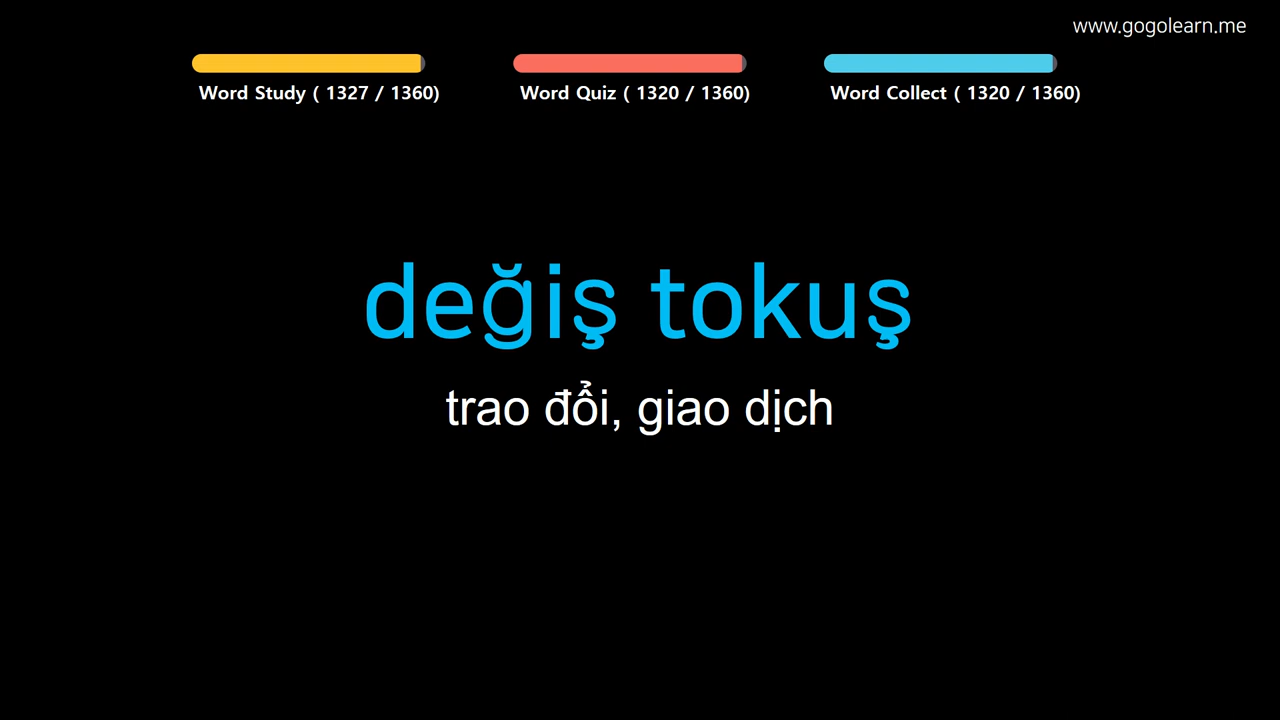 www.gogolearn.me
Word Study ( 1327 / 1360)
Word Quiz ( 1320 / 1360)
Word Collect ( 1320 / 1360)
değiş tokuş
trao đổi, giao dịch